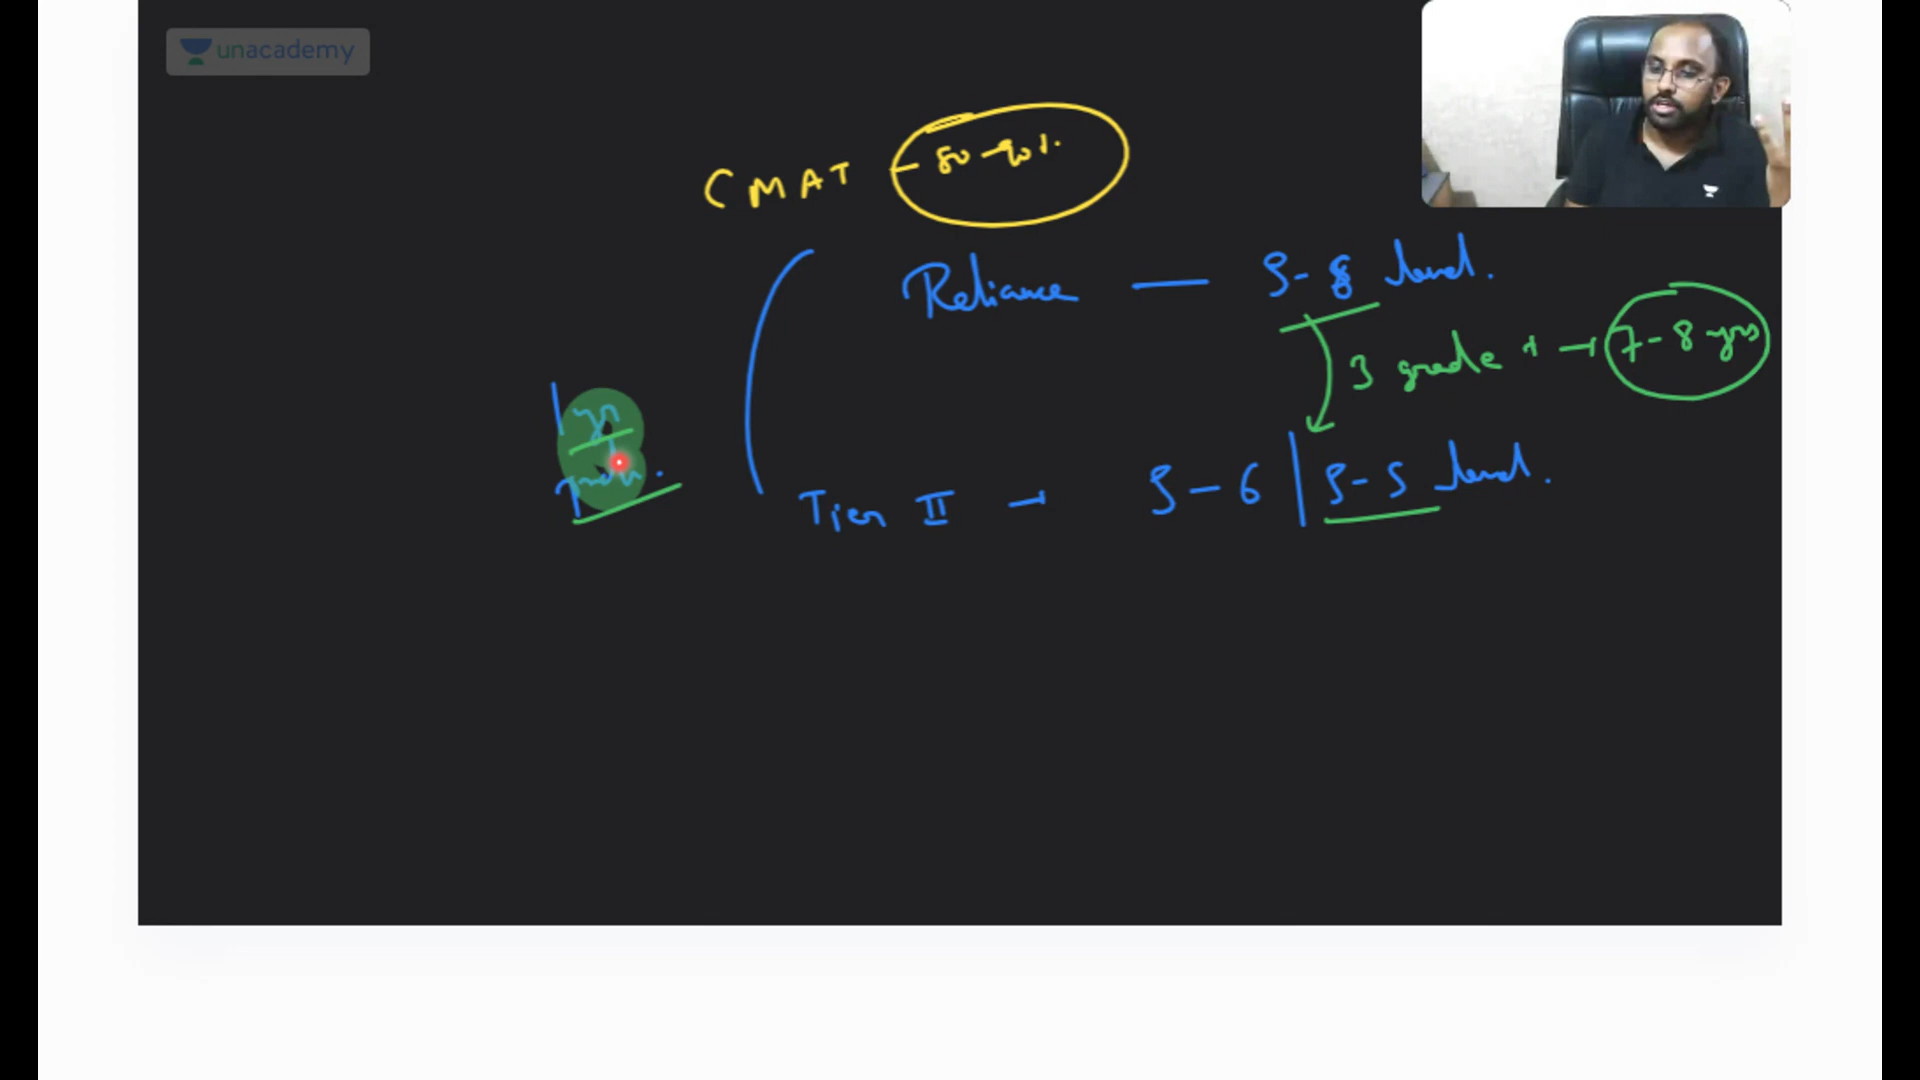 unacademy
CMAT - 80-90%.
Reliance — S-8 level.
3 grade + → 7-8 yrs
1 yr
prep.
Tier II → S-6 | S-5 level.